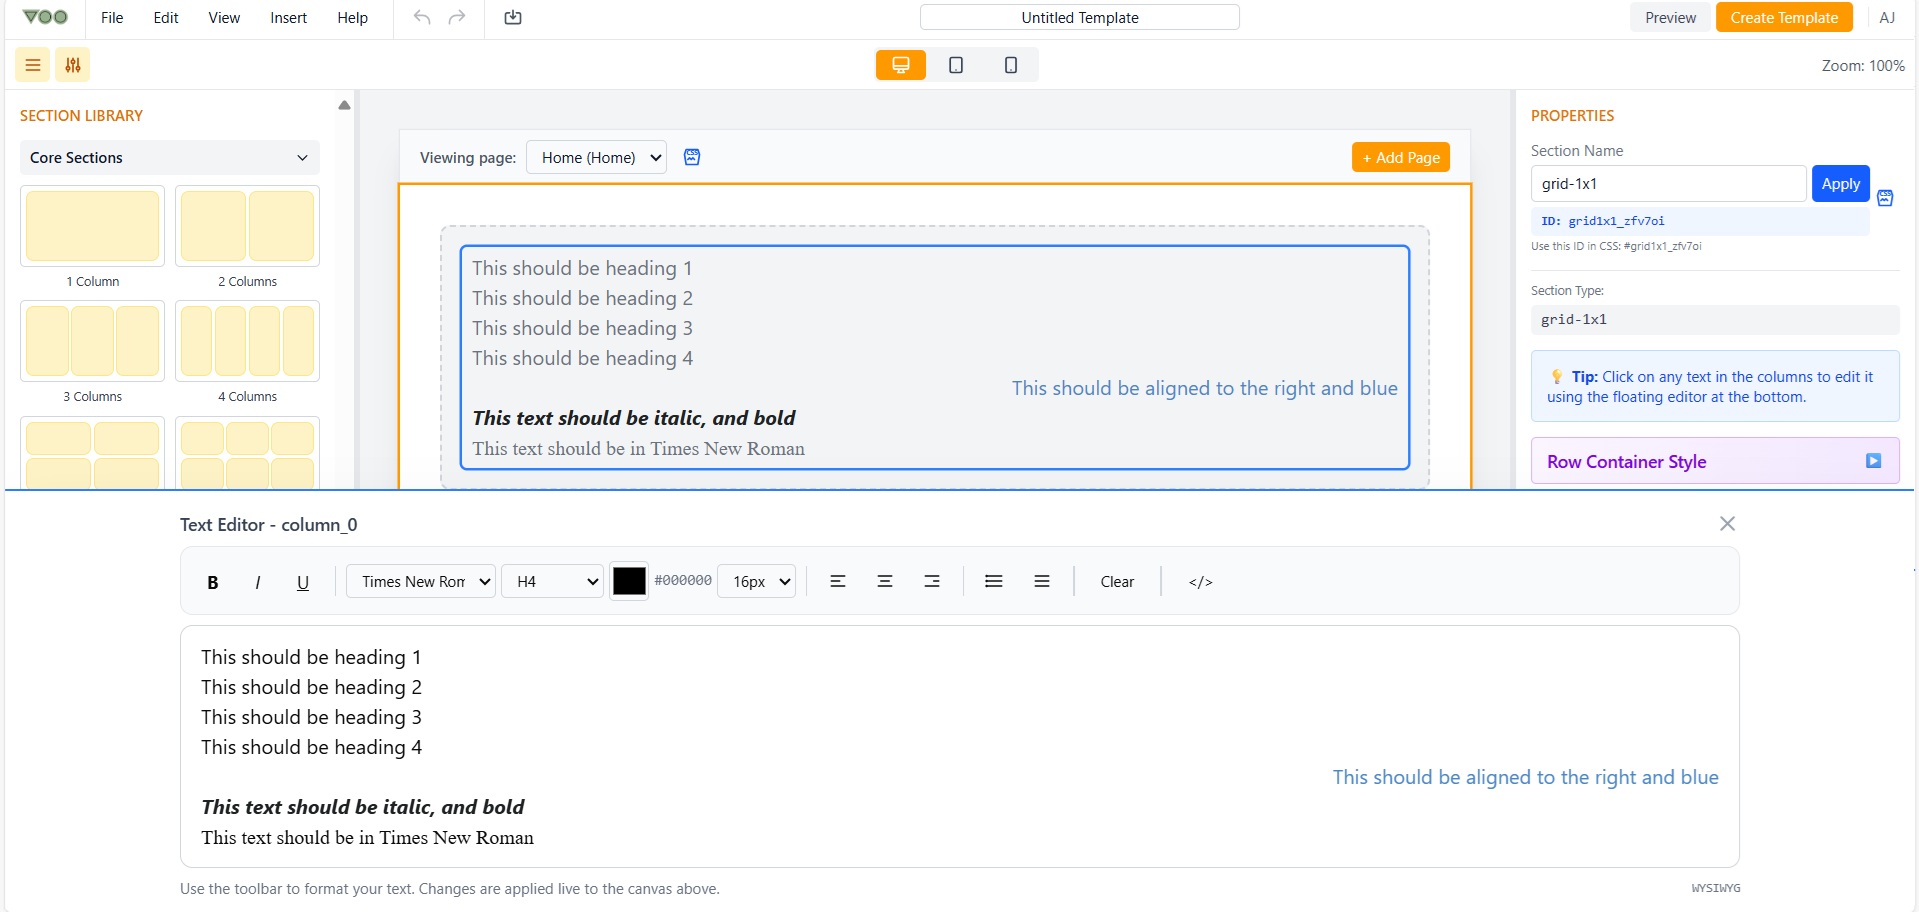 VOO File Edit View Insert Help Untitled Template Preview Create Template AJ
Zoom: 100%
SECTION LIBRARY
Core Sections
1 Column 2 Columns
3 Columns 4 Columns
Viewing page: Home (Home) CSS + Add Page
This should be heading 1
This should be heading 2
This should be heading 3
This should be heading 4
This should be aligned to the right and blue
This text should be italic, and bold
This text should be in Times New Roman
PROPERTIES
Section Name
grid-1x1 Apply CSS
ID: grid1x1_zfv7oi
Use this ID in CSS: #grid1x1_zfv7oi
Section Type:
grid-1x1
Tip: Click on any text in the columns to edit it
using the floating editor at the bottom.
Row Container Style
Text Editor - column_0
B I U Times New Rom H4 #000000 16px Clear </>
This should be heading 1
This should be heading 2
This should be heading 3
This should be heading 4
This should be aligned to the right and blue
This text should be italic, and bold
This text should be in Times New Roman
Use the toolbar to format your text. Changes are applied live to the canvas above. WYSIWYG